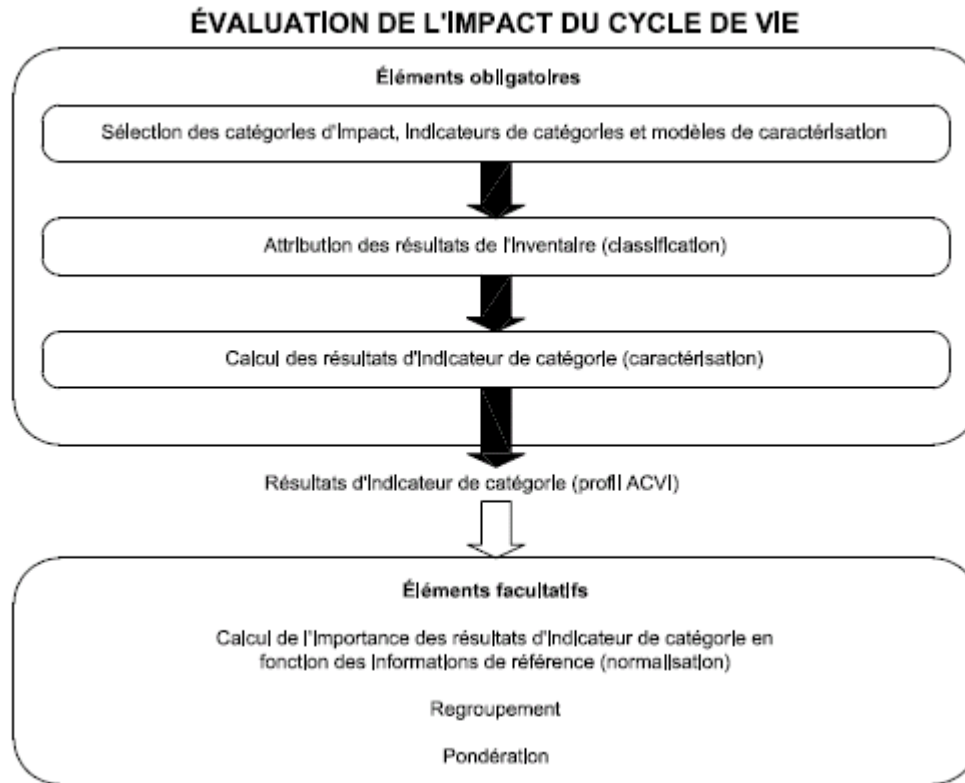 ÉVALUATION DE L'IMPACT DU CYCLE DE VIE
Éléments obligatoires
Sélection des catégories d'impact, indicateurs de catégories et modèles de caractérisation
Attribution des résultats de l'inventaire (classification)
Calcul des résultats d'indicateur de catégorie (caractérisation)
Résultats d'indicateur de catégorie (profil ACVI)
Éléments facultatifs
Calcul de l'importance des résultats d'indicateur de catégorie en
fonction des informations de référence (normalisation)
Regroupement
Pondération